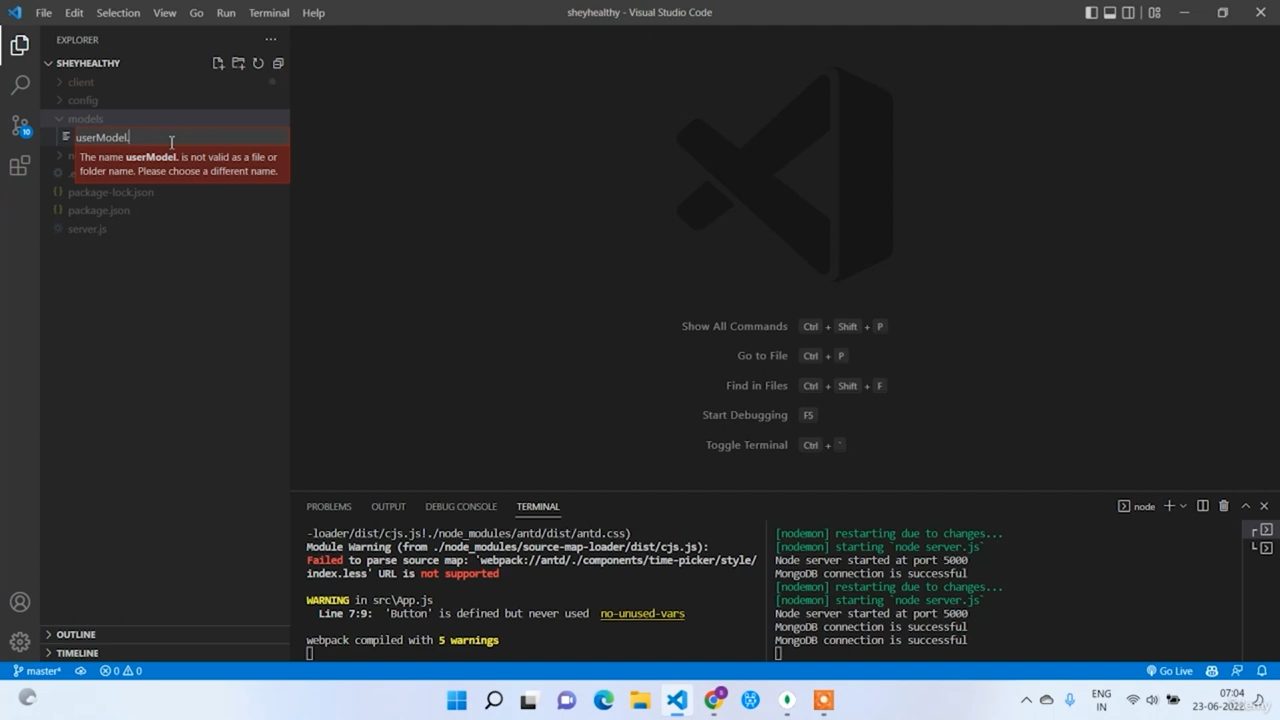 File Edit Selection View Go Run Terminal Help
sheyhealthy - Visual Studio Code
EXPLORER
SHEYHEALTHY
client
config
models
userModel.
The name userModel. is not valid as a file or
folder name. Please choose a different name.
package-lock.json
package.json
server.js
Show All Commands Ctrl + Shift + P
Go to File Ctrl + P
Find in Files Ctrl + Shift + F
Start Debugging F5
Toggle Terminal Ctrl + `
PROBLEMS OUTPUT DEBUG CONSOLE TERMINAL
node
-loader/dist/cjs.js!./node_modules/antd/dist/antd.css)
Module Warning (from ./node_modules/source-map-loader/dist/cjs.js):
Failed to parse source map: 'webpack://antd/./components/time-picker/style/
index.less' URL is not supported
WARNING in src\App.js
Line 7:9: 'Button' is defined but never used no-unused-vars
webpack compiled with 5 warnings
[nodemon] restarting due to changes...
[nodemon] starting `node server.js`
Node server started at port 5000
MongoDB connection is successful
[nodemon] restarting due to changes...
[nodemon] starting `node server.js`
Node server started at port 5000
MongoDB connection is successful
MongoDB connection is successful
OUTLINE
TIMELINE
10
master*
0 0
Go Live
ENG
IN
07:04